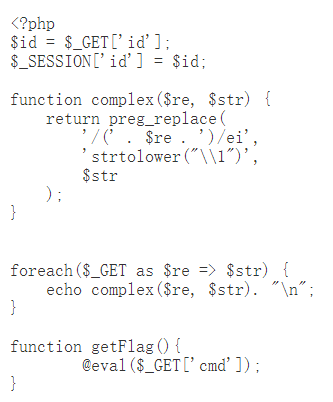 <?php
$id = $_GET['id'];
$_SESSION['id'] = $id;
function complex($re, $str) {
    return preg_replace(
        '/(' . $re . ')/ei',
        'strtolower("\\1")',
        $str
    );
}
foreach($_GET as $re => $str) {
    echo complex($re, $str). "\n";
}
function getFlag(){
        @eval($_GET['cmd']);
}